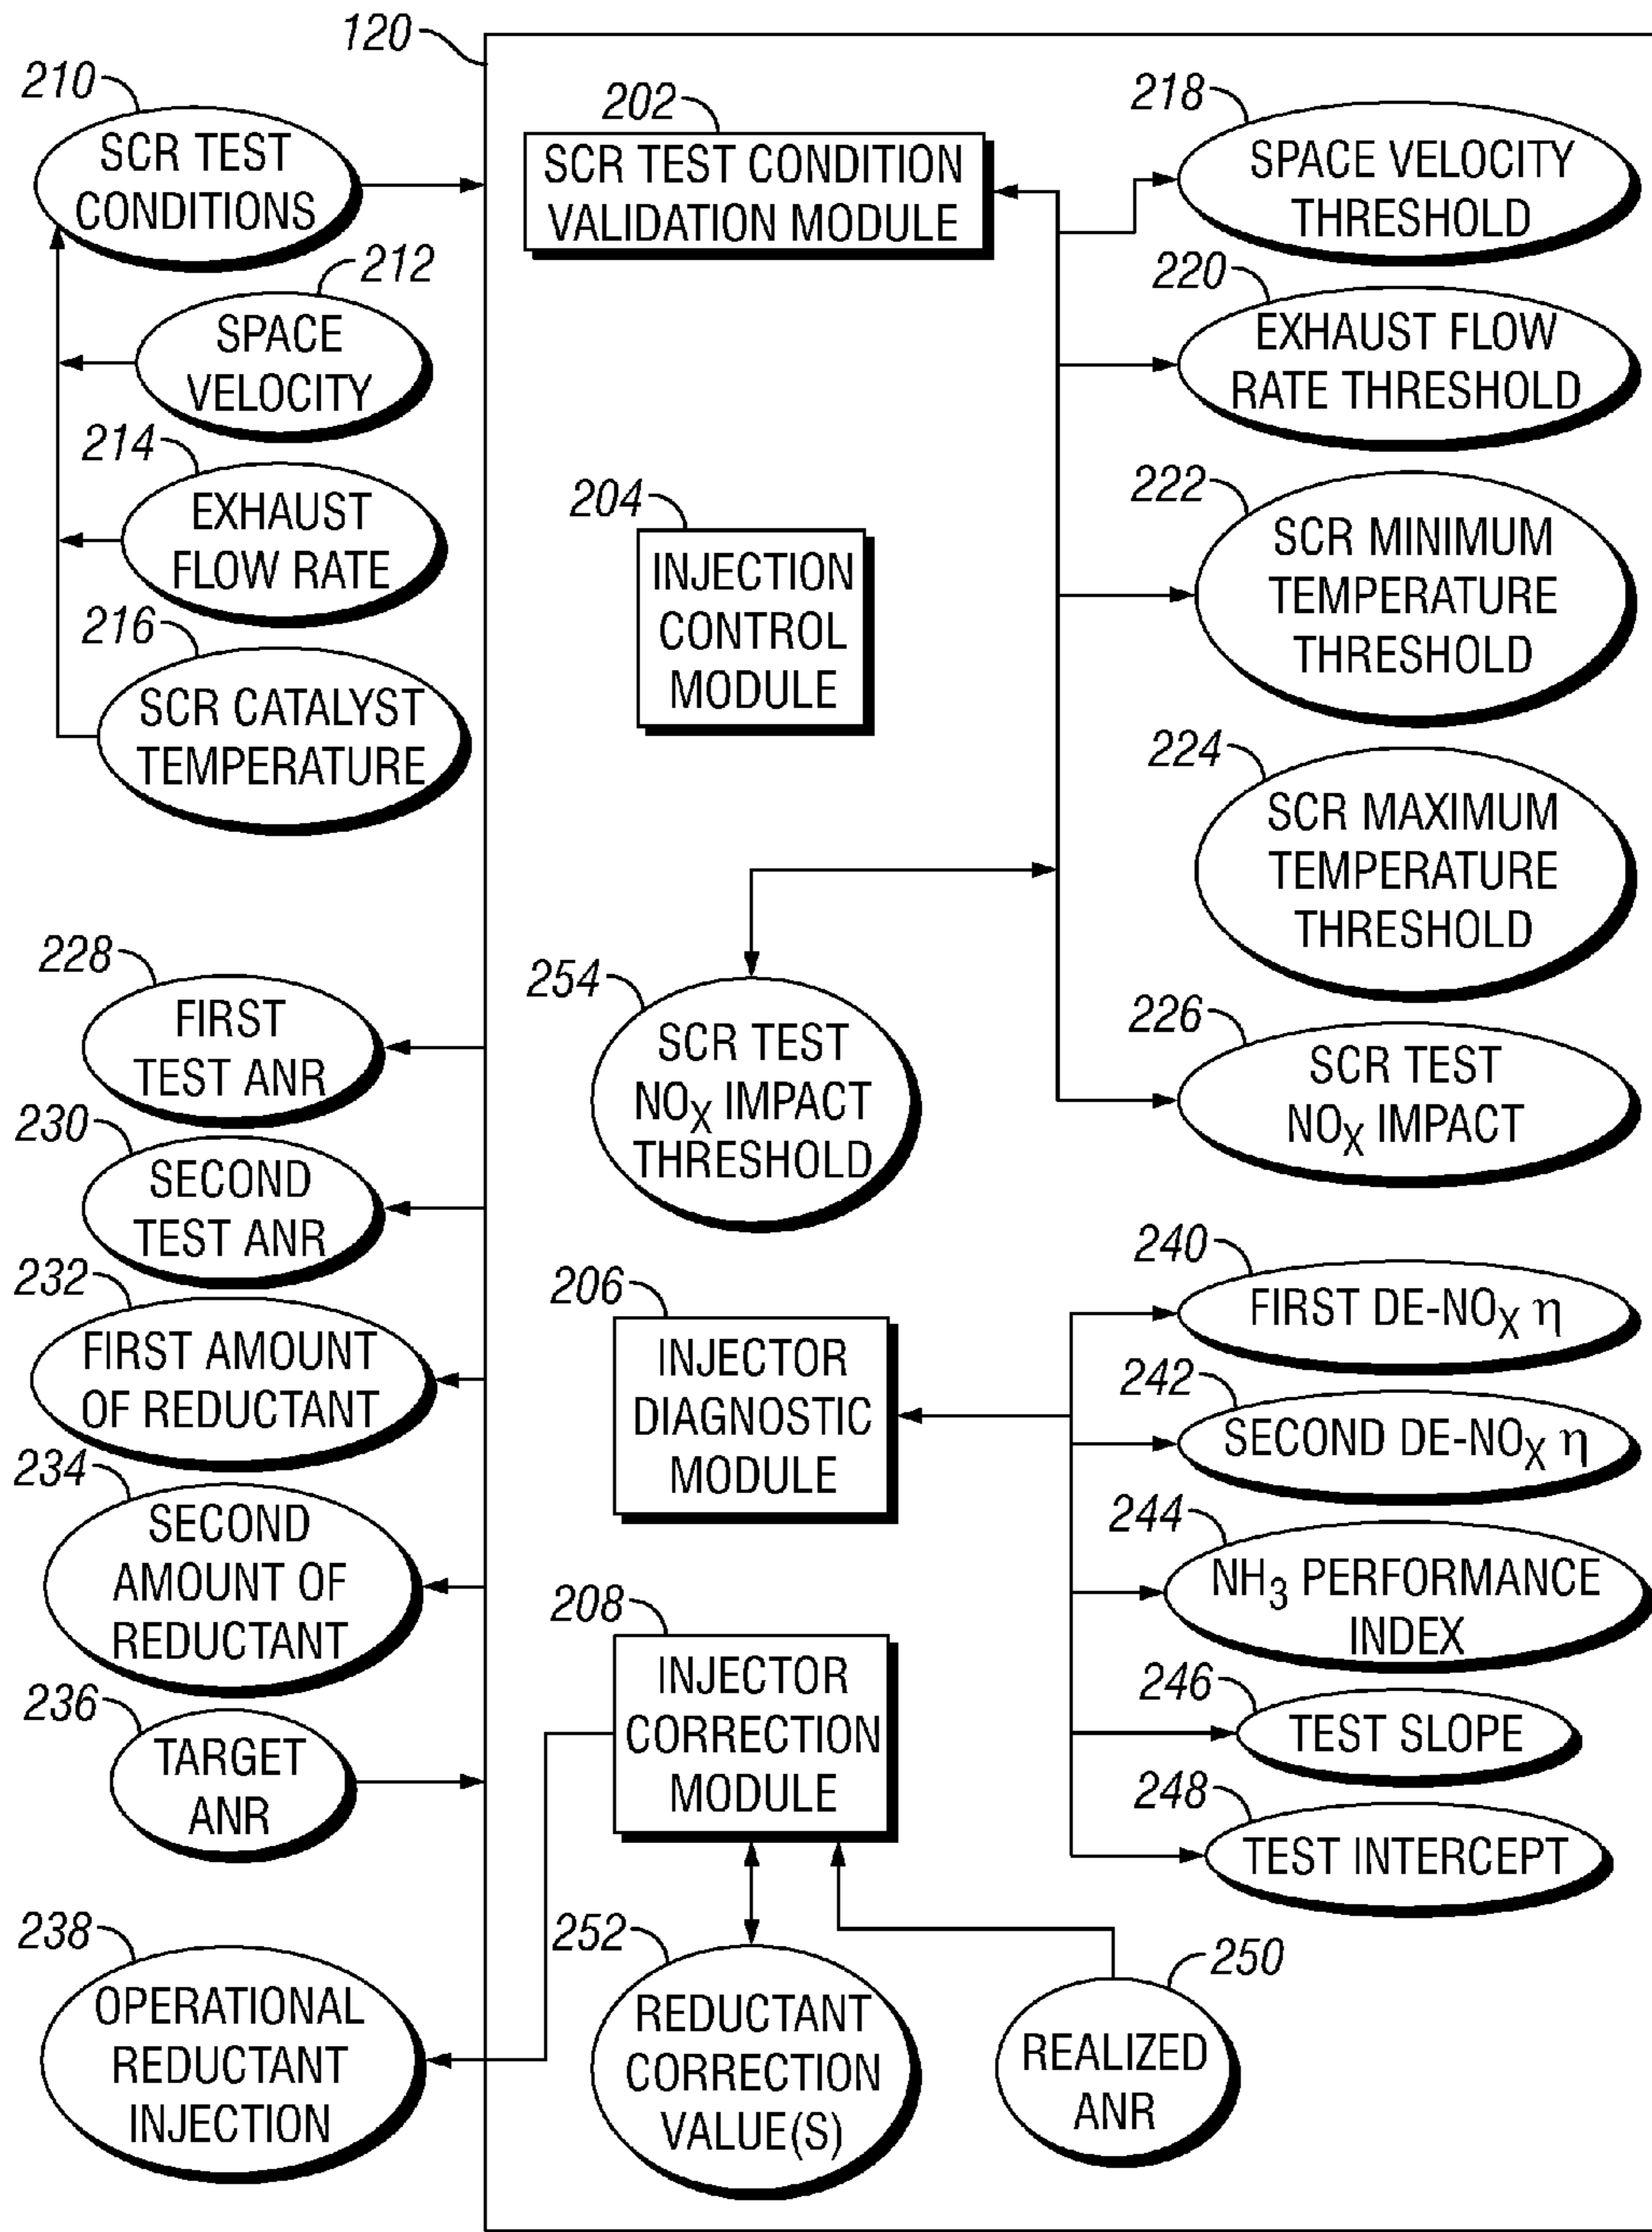 120
210
SCR TEST
CONDITIONS
212
SPACE
VELOCITY
214
EXHAUST
FLOW RATE
216
SCR CATALYST
TEMPERATURE
228
FIRST
TEST ANR
230
SECOND
TEST ANR
232
FIRST AMOUNT
OF REDUCTANT
234
SECOND
AMOUNT OF
REDUCTANT
236
TARGET
ANR
238
OPERATIONAL
REDUCTANT
INJECTION
202
SCR TEST CONDITION
VALIDATION MODULE
204
INJECTION
CONTROL
MODULE
254
SCR TEST
NOX IMPACT
THRESHOLD
206
INJECTOR
DIAGNOSTIC
MODULE
208
INJECTOR
CORRECTION
MODULE
252
REDUCTANT
CORRECTION
VALUE(S)
250
REALIZED
ANR
218
SPACE VELOCITY
THRESHOLD
220
EXHAUST FLOW
RATE THRESHOLD
222
SCR MINIMUM
TEMPERATURE
THRESHOLD
224
SCR MAXIMUM
TEMPERATURE
THRESHOLD
226
SCR TEST
NOX IMPACT
240
FIRST DE-NOX η
242
SECOND DE-NOX η
244
NH3 PERFORMANCE
INDEX
246
TEST SLOPE
248
TEST INTERCEPT